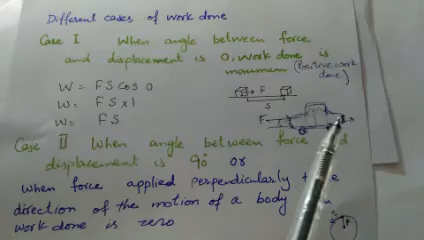 Different cases of work done
Case I When angle between force
and displacement is 0, work done is
maximum (Positive work
done)
W = FS cos 0
W = FS x 1
W = FS
F
S
F
Case II When angle between force
displacement is 90° or
When force applied perpendicularly
direction of the motion of a body
work done is zero